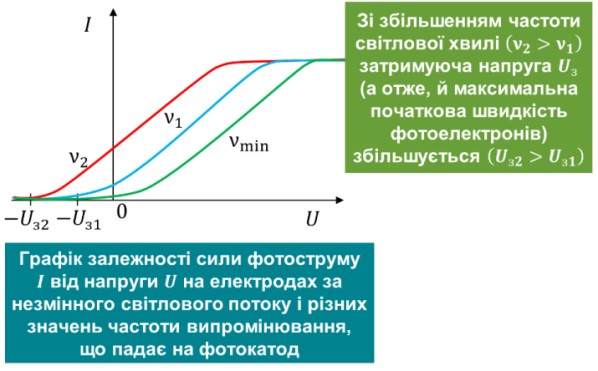 I
ν₂
ν₁
νmin
−Uз2
−Uз1
0
U
Зі збільшенням частоти
світлової хвилі (ν₂ > ν₁)
затримуюча напруга Uз
(а отже, й максимальна
початкова швидкість
фотоелектронів)
збільшується (Uз2 > Uз1)
Графік залежності сили фотоструму
I від напруги U на електродах за
незмінного світлового потоку і різних
значень частоти випромінювання,
що падає на фотокатод